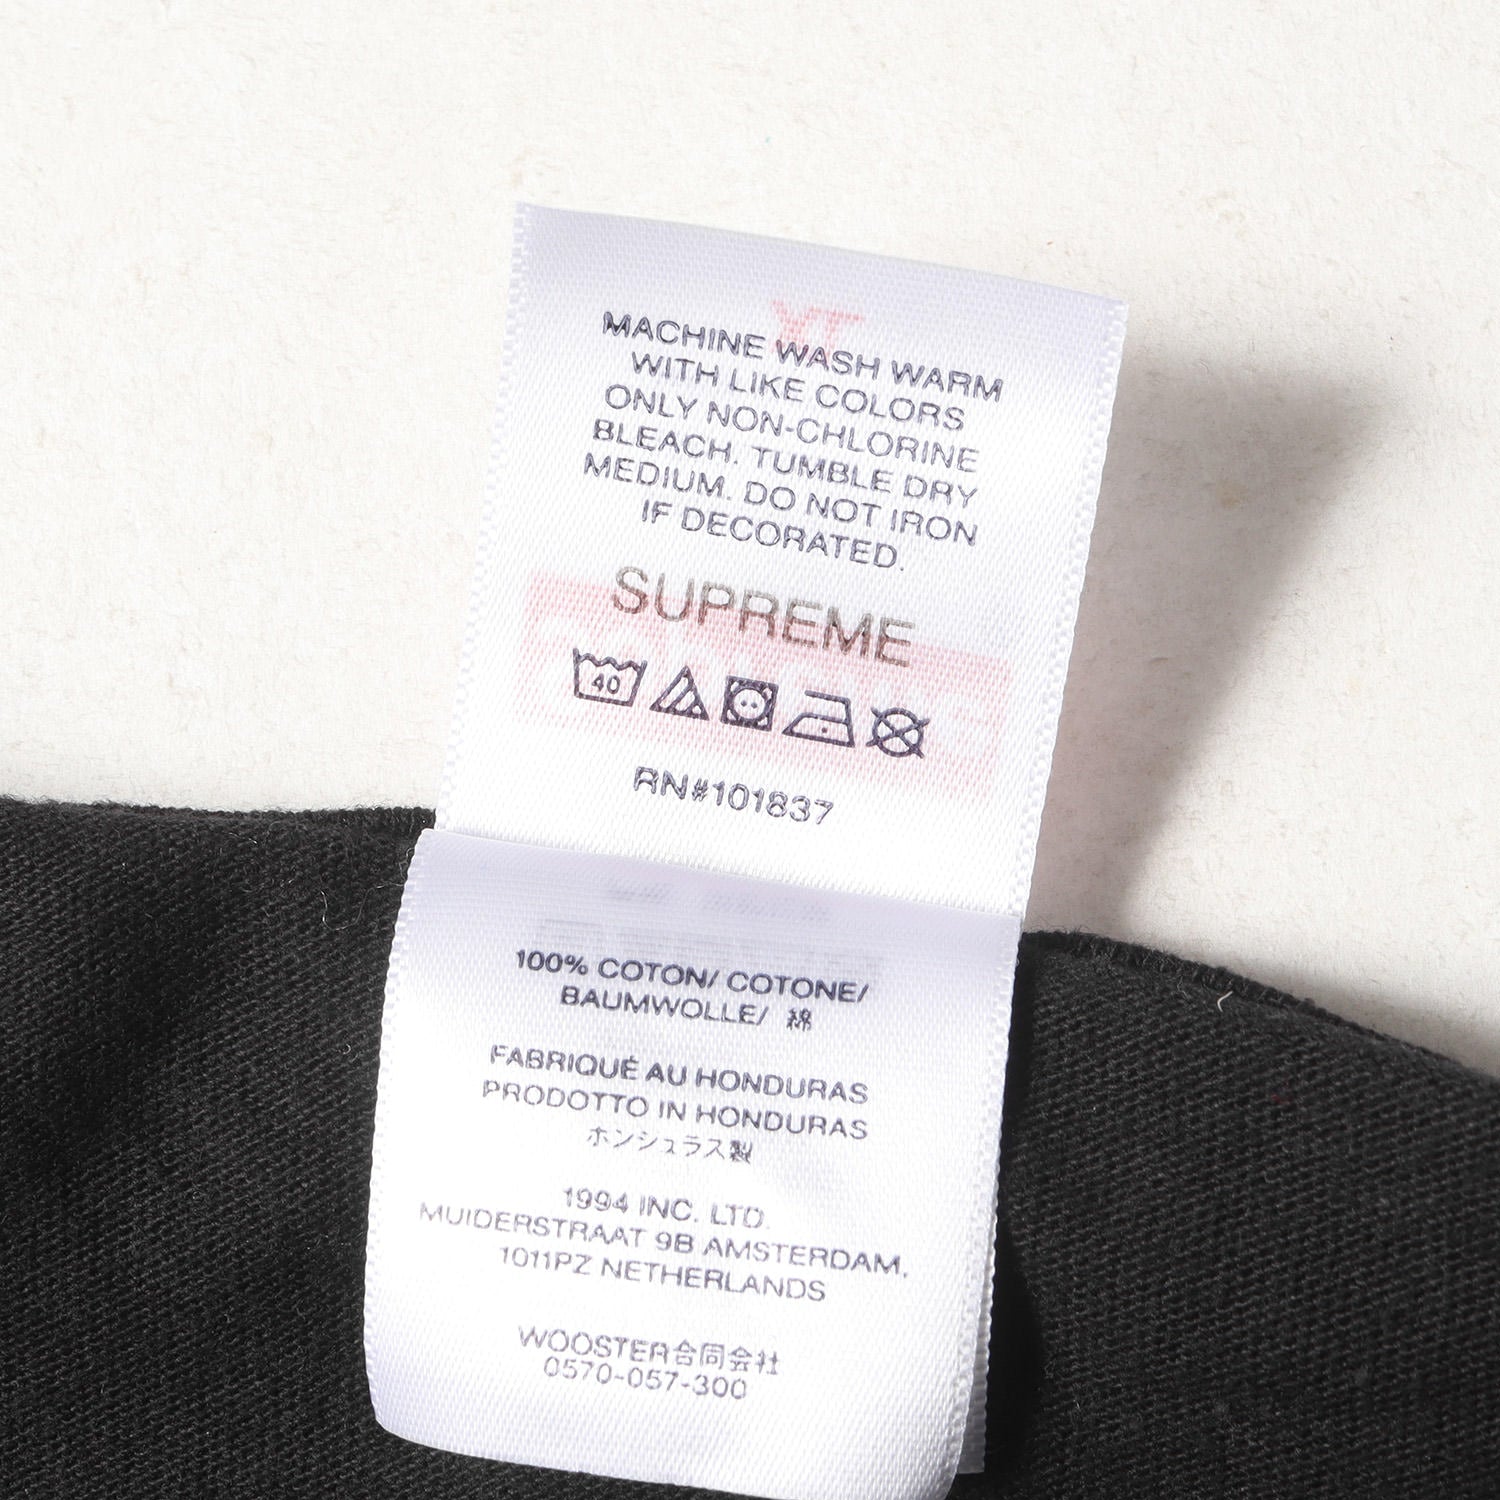 MACHINE WASH WARM
WITH LIKE COLORS
ONLY NON-CHLORINE
BLEACH. TUMBLE DRY
MEDIUM. DO NOT IRON
IF DECORATED.
SUPREME
40
RN#101837
100% COTON/ COTONE/
BAUMWOLLE/ 綿
FABRIQUÉ AU HONDURAS
PRODOTTO IN HONDURAS
ホンジュラス製
1994 INC. LTD.
MUIDERSTRAAT 9B AMSTERDAM,
1011PZ NETHERLANDS
WOOSTER合同会社
0570-057-300